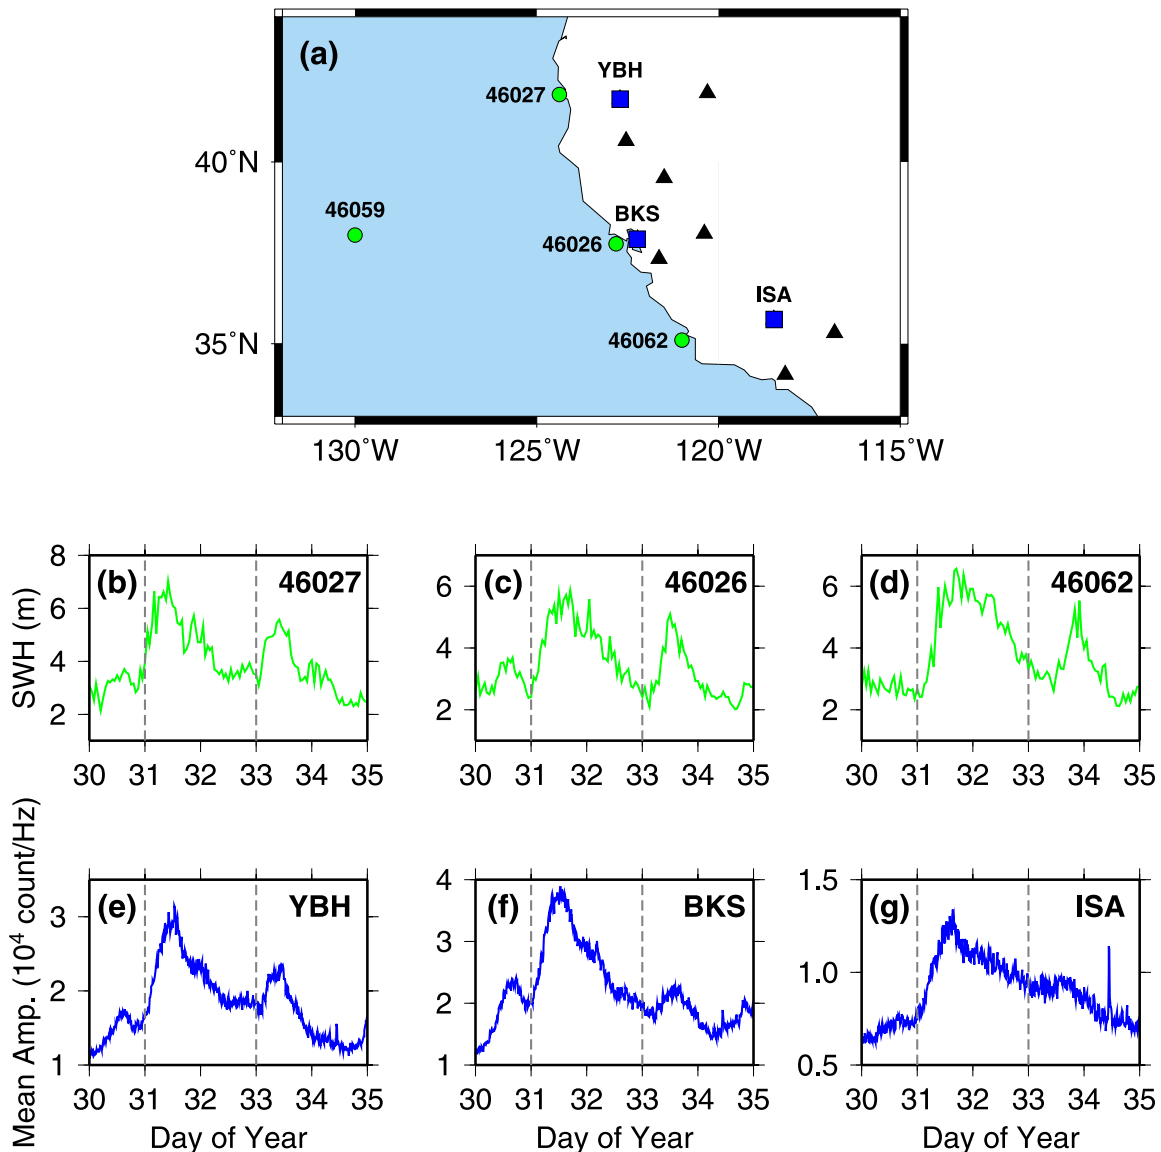 (a)
YBH
46027
40°N
46059
BKS
46026
ISA
46062
35°N
130°W
125°W
120°W
115°W
SWH (m)
8
6
4
2
(b)
46027
30
31
32
33
34
35
6
4
2
(c)
46026
30
31
32
33
34
35
6
4
2
(d)
46062
30
31
32
33
34
35
Mean Amp. (10⁴ count/Hz)
3
2
1
(e)
YBH
30
31
32
33
34
35
Day of Year
4
3
2
1
(f)
BKS
30
31
32
33
34
35
Day of Year
1.5
1.0
0.5
(g)
ISA
30
31
32
33
34
35
Day of Year